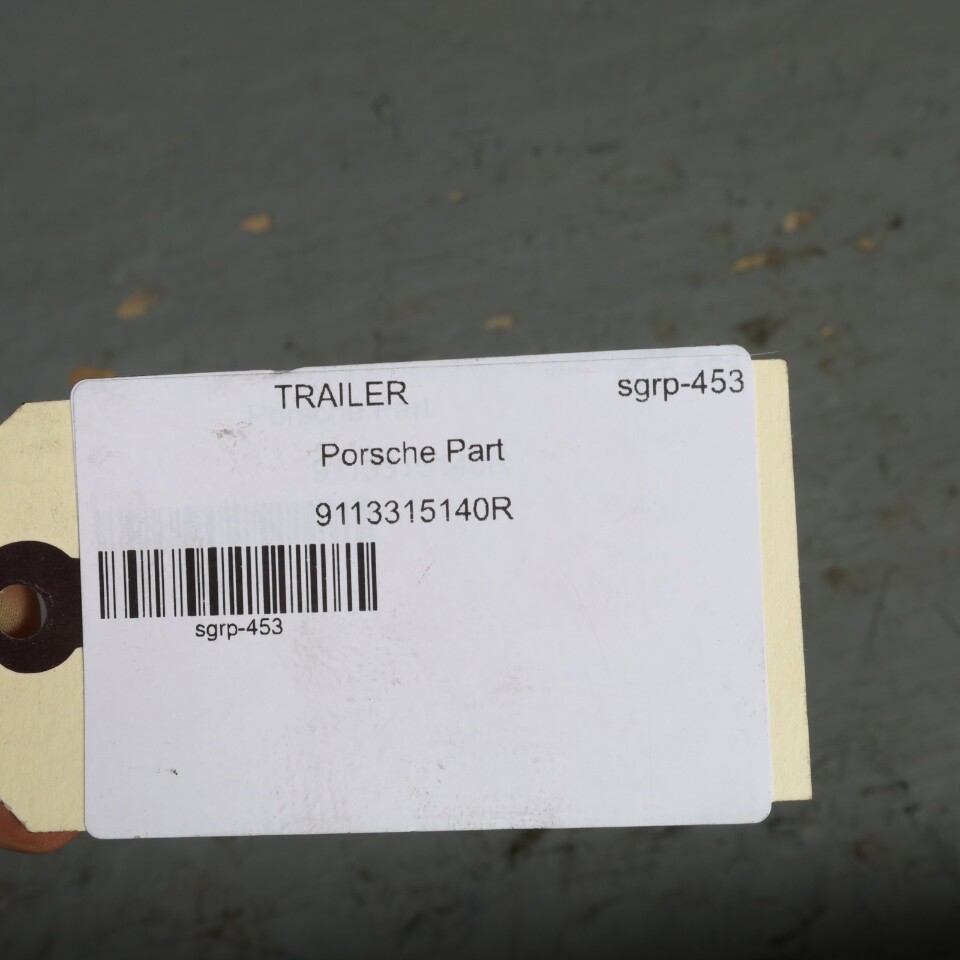 TRAILER sgrp-453
Porsche Part
9113315140R
sgrp-453